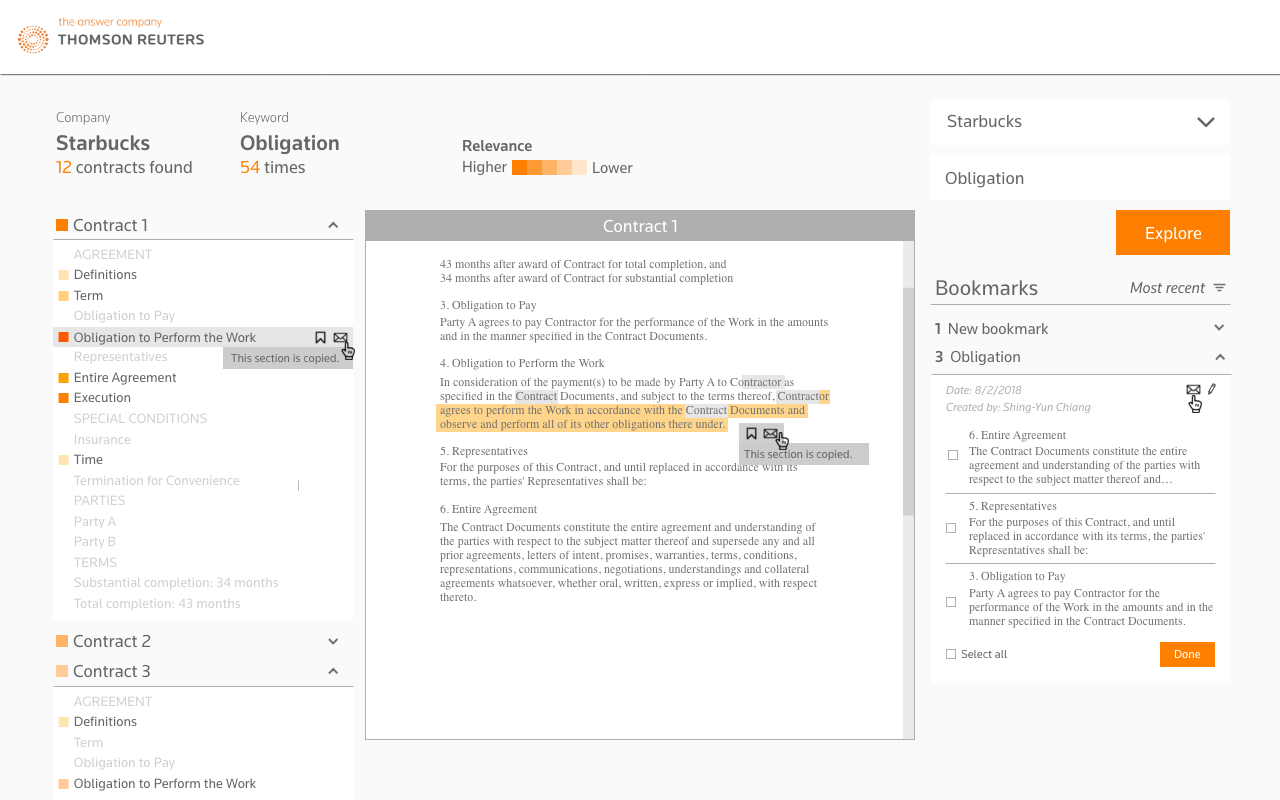 the answer company
THOMSON REUTERS
Company
Starbucks
12 contracts found
Keyword
Obligation
54 times
Relevance
Higher
Lower
Starbucks
Obligation
Explore
Contract 1
AGREEMENT
Definitions
Term
Obligation to Pay
Obligation to Perform the Work
This section is copied.
Representatives
Entire Agreement
Execution
SPECIAL CONDITIONS
Insurance
Time
Termination for Convenience
PARTIES
Party A
Party B
TERMS
Substantial completion: 34 months
Total completion: 43 months
Contract 2
Contract 3
AGREEMENT
Definitions
Term
Obligation to Pay
Obligation to Perform the Work
Contract 1
43 months after award of Contract for total completion, and
34 months after award of Contract for substantial completion
3. Obligation to Pay
Party A agrees to pay Contractor for the performance of the Work in the amounts
and in the manner specified in the Contract Documents.
4. Obligation to Perform the Work
In consideration of the payment(s) to be made by Party A to Contractor as
specified in the Contract Documents, and subject to the terms thereof, Contractor
agrees to perform the Work in accordance with the Contract Documents and
observe and perform all of its other obligations there under.
This section is copied.
5. Representatives
For the purposes of this Contract, and until replaced in accordance with its
terms, the parties' Representatives shall be:
6. Entire Agreement
The Contract Documents constitute the entire agreement and understanding of
the parties with respect to the subject matter thereof and supersede any and all
prior agreements, letters of intent, promises, warranties, terms, conditions,
representations, communications, negotiations, understandings and collateral
agreements whatsoever, whether oral, written, express or implied, with respect
thereto.
Bookmarks
Most recent
1 New bookmark
3 Obligation
Date: 8/2/2018
Created by: Shing-Yun Chiang
6. Entire Agreement
The Contract Documents constitute the entire
agreement and understanding of the parties with
respect to the subject matter thereof and…
5. Representatives
For the purposes of this Contract, and until
replaced in accordance with its terms, the parties'
Representatives shall be:
3. Obligation to Pay
Party A agrees to pay Contractor for the
performance of the Work in the amounts and in the
manner specified in the Contract Documents.
Select all
Done